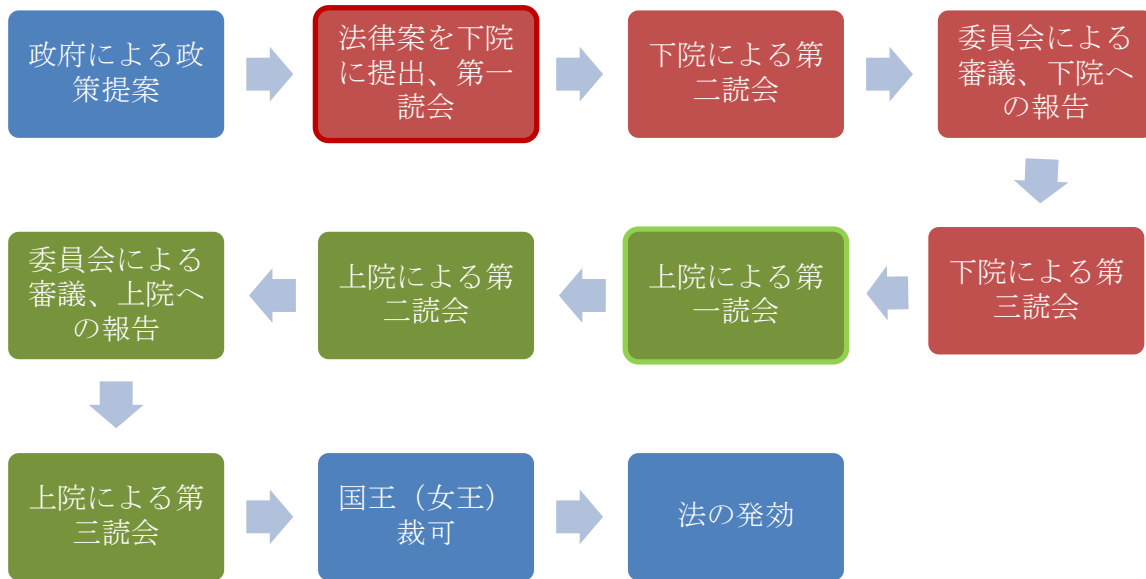 政府による政
策提案
法律案を下院
に提出、第一
読会
下院による第
二読会
委員会による
審議、下院へ
の報告
下院による第
三読会
上院による第
一読会
上院による第
二読会
委員会による
審議、上院へ
の報告
上院による第
三読会
国王（女王）
裁可
法の発効